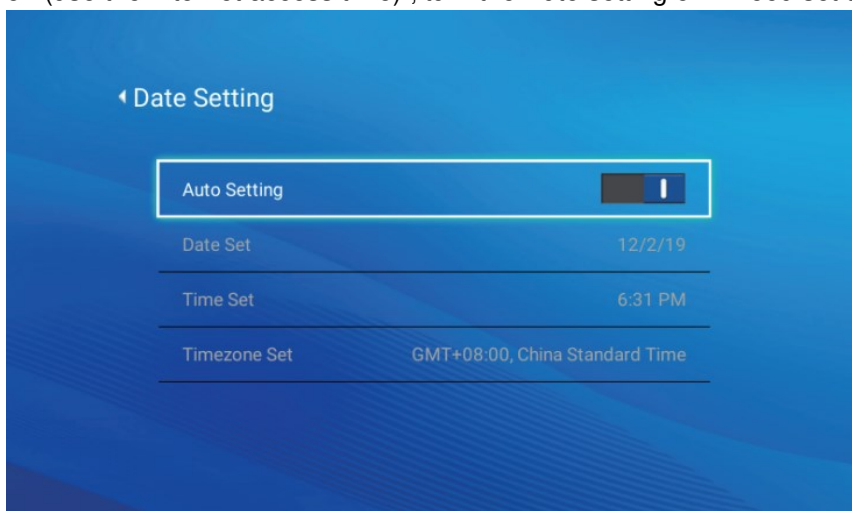 Date Setting
Auto Setting
Date Set 12/2/19
Time Set 6:31 PM
Timezone Set GMT+08:00, China Standard Time